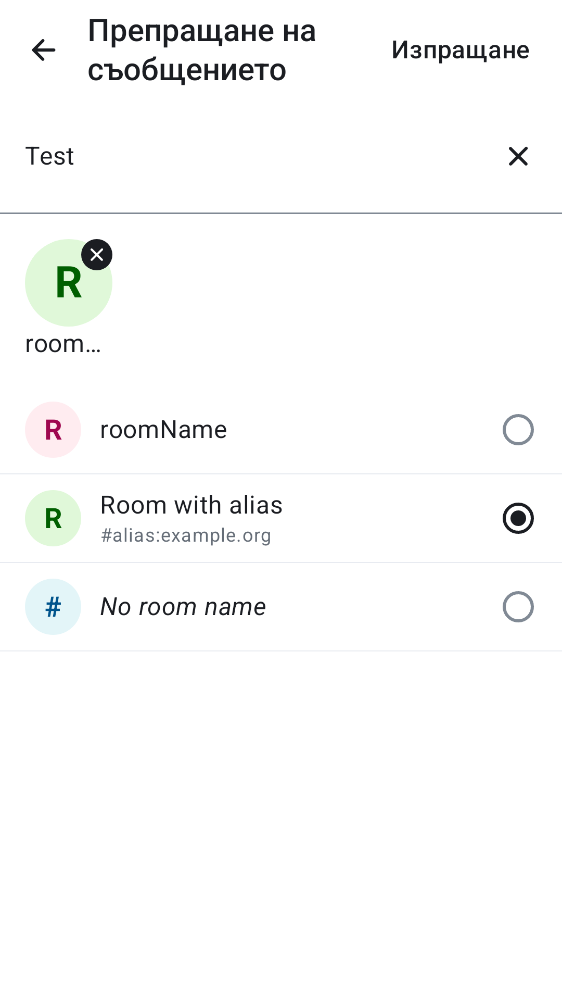 Препращане на
съобщението
Изпращане
Test
R
room…
R
roomName
R
Room with alias
#alias:example.org
#
No room name